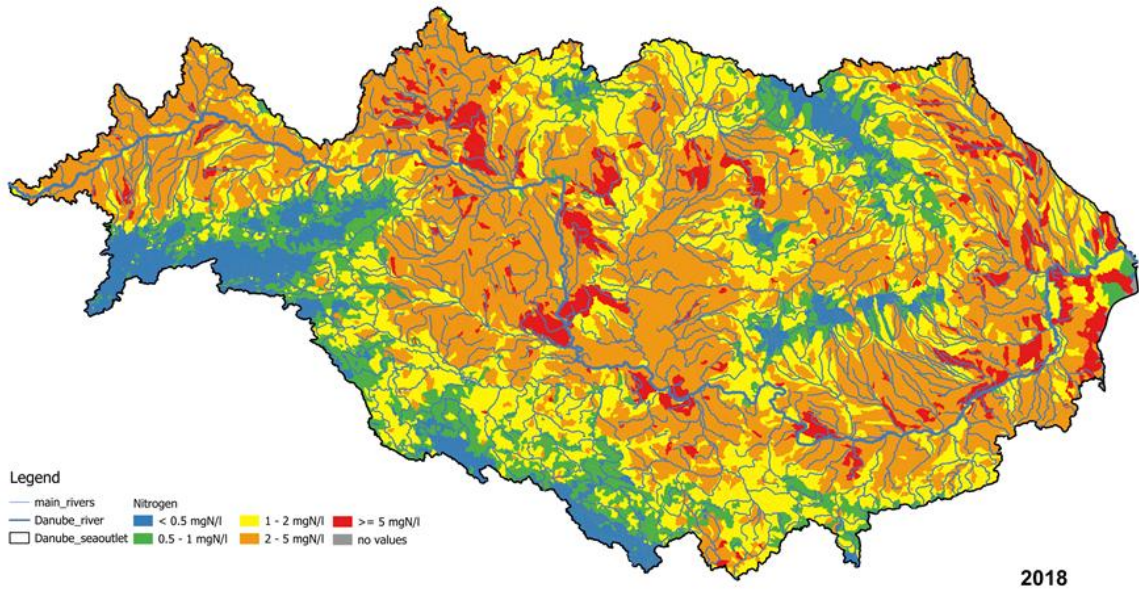 Legend
main_rivers
Danube_river
Danube_seaoutlet
Nitrogen
< 0.5 mgN/l
0.5 - 1 mgN/l
1 - 2 mgN/l
2 - 5 mgN/l
>= 5 mgN/l
no values
2018